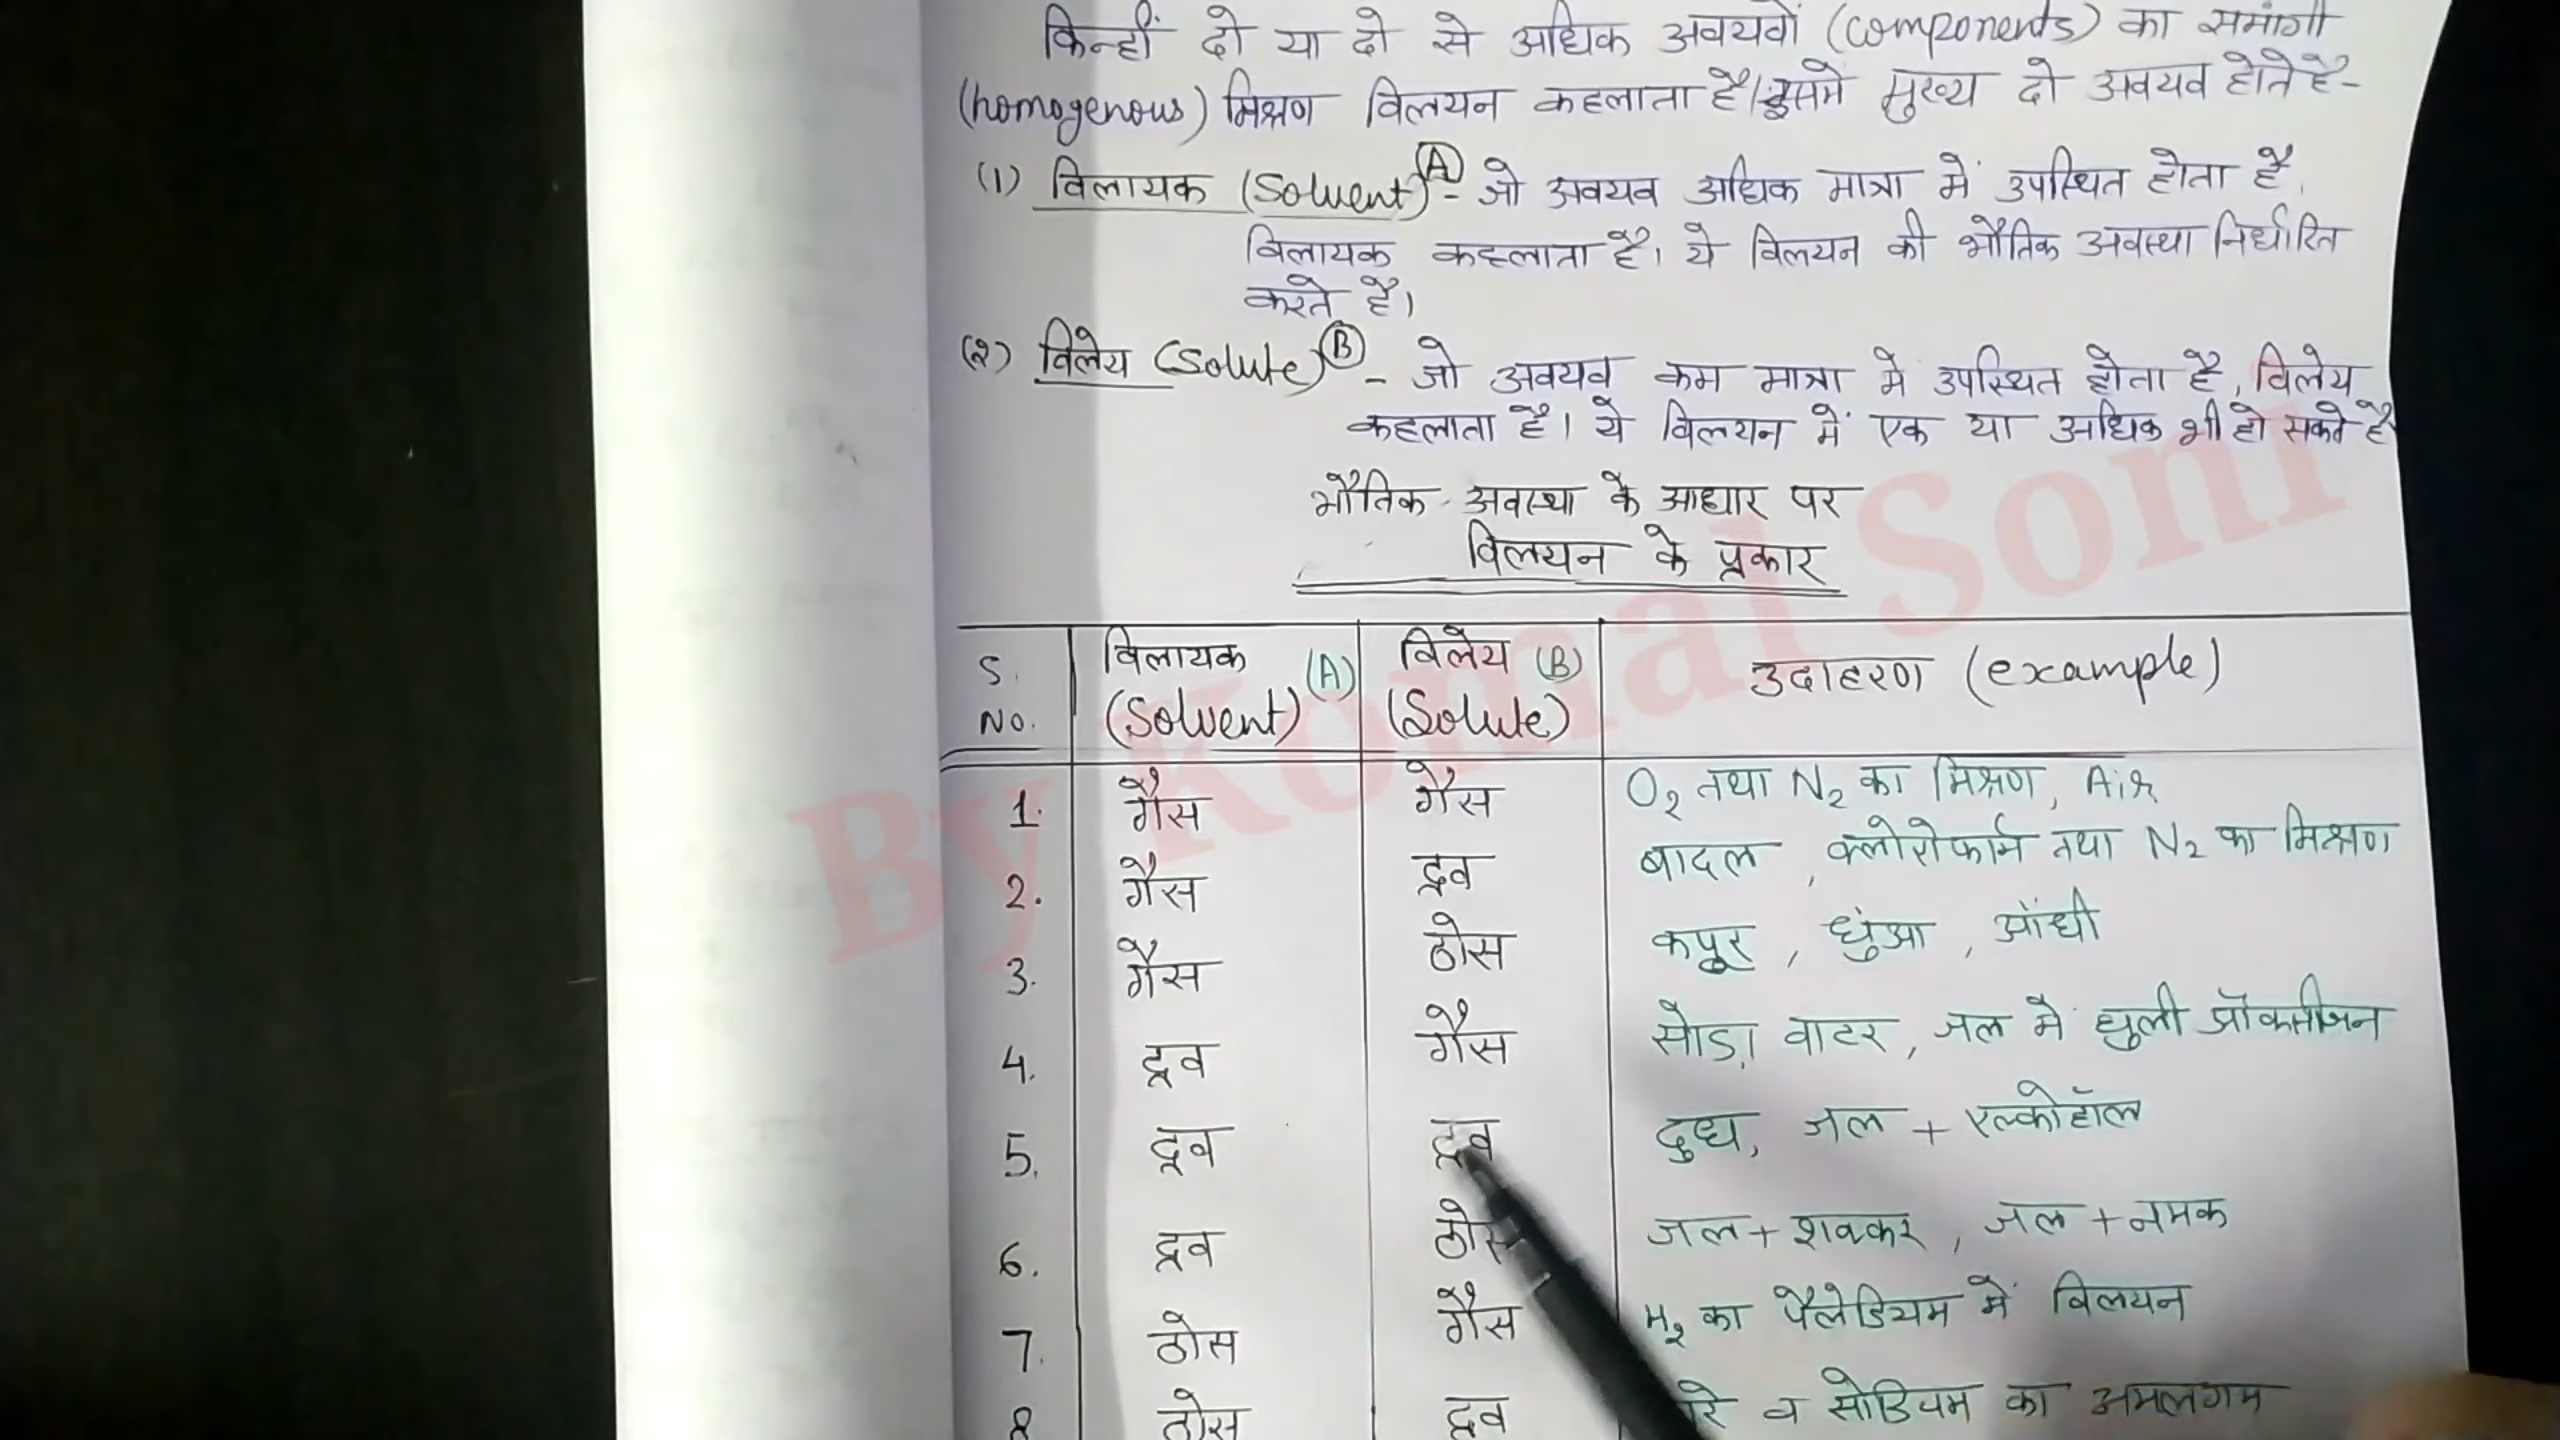 किन्हीं दो या दो से अधिक अवयवों (components) का समांगी
(homogenous) मिश्रण विलयन कहलाता है। इसमें मुख्य दो अवयव होते है-
(1) विलायक (Solvent) (A) - जो अवयव अधिक मात्रा में उपस्थित होता है,
विलायक कहलाता है। ये विलयन की भौतिक अवस्था निर्धारित
करते है।
(२) विलेय (Solute) (B) - जो अवयव कम मात्रा में उपस्थित होता है, विलेय
कहलाता है। ये विलयन में एक या अधिक भी हो सकते है
भौतिक अवस्था के आधार पर
विलयन के प्रकार
S. No. विलायक (A) (Solvent) विलेय (B) (Solute) उदाहरण (example)
1. गैस गैस O₂ तथा N₂ का मिश्रण, Air
2. गैस द्रव बादल, क्लोरोफार्म तथा N₂ का मिश्रण
3. गैस ठोस कपूर, धुंआ, आँधी
4. द्रव गैस सोडा वाटर, जल में घुली ऑक्सीजन
5. द्रव द्रव दुध, जल + एल्कोहॉल
6. द्रव ठोस जल + शक्कर, जल + नमक
7. ठोस गैस H₂ का पैलेडियम में विलयन
8 ठोस द्रव व सोडियम का अमलगम
By Komal Soni